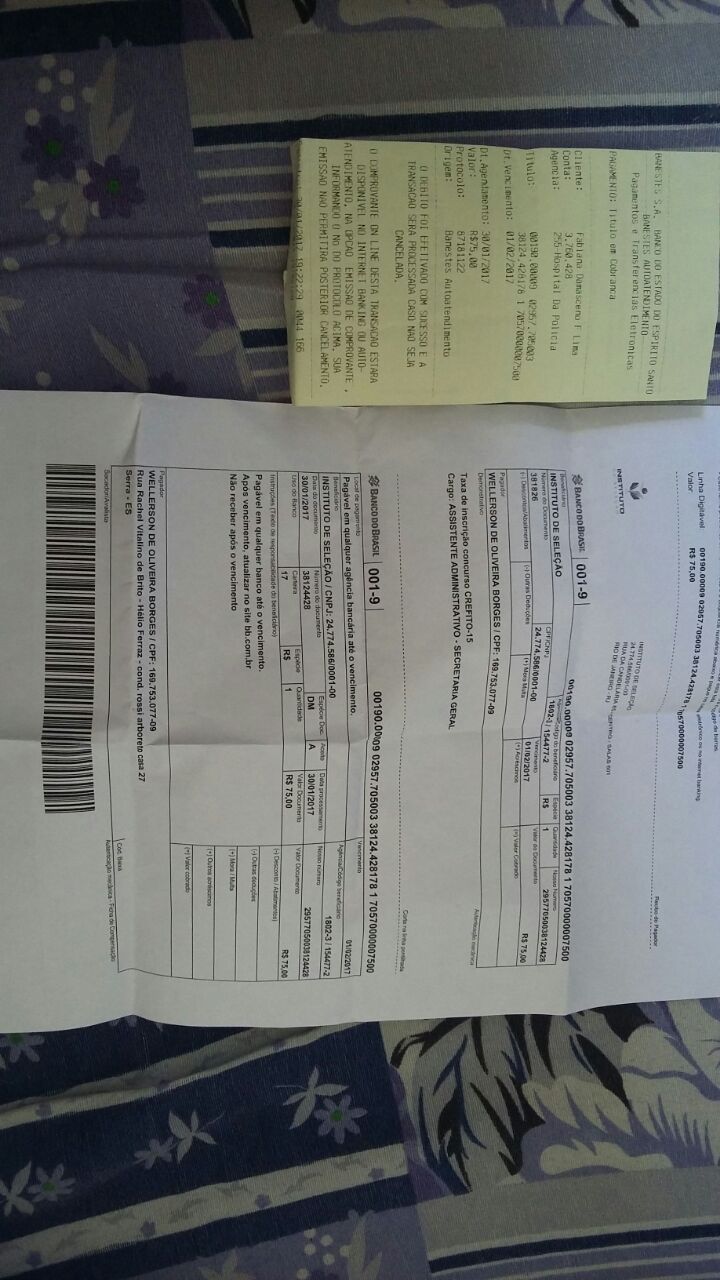 BANESTES S.A. BANCO DO ESTADO DO ESPIRITO SANTO
BANESTES AUTOATENDIMENTO
Pagamentos e Transferencias Eletronicas
PAGAMENTO: Titulo em Cobranca
Cliente: Fabiana Damasceno F Lima
Conta: 3.760.428
Agencia: 255 Hospital Da Policia
Titulo: 00190.00009 02957.705003
38124.428178 1 70570000007500
Dt. Vencimento: 01/02/2017
Dt. Agendamento: 30/01/2017
Valor: R$75,00
Protocolo: 87181122
Origem: Banestes Autoatendimento
O DEBITO FOI EFETIVADO COM SUCESSO E A
TRANSACAO SERA PROCESSADA CASO NAO SEJA
CANCELADA.
O COMPROVANTE ON LINE DESTA TRANSACAO ESTARA
DISPONIVEL NO INTERNET BANKING OU AUTO-
ATENDIMENTO, NA OPCAO EMISSAO DE COMPROVANTE,
INFORMANDO O No DO PROTOCOLO ACIMA. SUA
EMISSAO NAO PERMITIRA POSTERIOR CANCELAMENTO.
30/01/2017 19:22:29 0044 166
Linha Digitável 00190.00009 02957.705003 38124.428178 1 70570000007500
Valor R$ 75,00
INSTITUTO
INSTITUTO DE SELEÇÃO
24.774.586/0001-00
RIO DE JANEIRO - RJ
Recibo do Pagador
BANCO DO BRASIL 001-9 00190.00009 02957.705003 38124.428178 1 70570000007500
Beneficiário Agência/Código do beneficiário Espécie Quantidade Nosso número
INSTITUTO DE SELEÇÃO 1802-3 / 154477-2 R$ 1 29577050038124428
Número do Documento CPF/CNPJ Vencimento Valor do Documento
381826 24.774.586/0001-00 01/02/2017 R$ 75,00
(-) Descontos/Abatimentos (-) Outras Deduções (+) Mora Multa (+) Acréscimos (=) Valor Cobrado
Pagador
WELLERSON DE OLIVEIRA BORGES / CPF: 169.753.077-09
Demonstrativo Autenticação mecânica
Taxa de inscrição concurso CREFITO-15
Cargo: ASSISTENTE ADMINISTRATIVO - SECRETARIA GERAL
Corte na linha pontilhada
BANCO DO BRASIL 001-9 00190.00009 02957.705003 38124.428178 1 70570000007500
Local de pagamento Vencimento
Pagável em qualquer agência bancária até o vencimento. 01/02/2017
Beneficiário Agência/Código beneficiário
INSTITUTO DE SELEÇÃO / CNPJ: 24.774.586/0001-00 1802-3 / 154477-2
Data do documento Número do documento Espécie Doc. Aceite Data processamento Nosso número
30/01/2017 38124428 DM A 30/01/2017 29577050038124428
Uso do Banco Carteira Espécie Quantidade Valor Documento Valor Documento
17 R$ 1 R$ 75,00 R$ 75,00
Instruções (Texto de responsabilidade do beneficiário) (-) Desconto / Abatimentos)
Pagável em qualquer banco até o vencimento.
Após vencimento, atualizar no site bb.com.br
Não receber após o vencimento
(-) Outras deduções
(+) Mora / Multa
(+) Outros acréscimos
(=) Valor cobrado
Pagador
WELLERSON DE OLIVEIRA BORGES / CPF: 169.753.077-09
Rua Rachel Vitalino de Brito - Hélio Ferraz - cond. rossi arboreto casa 27
Serra - ES
Cód. Baixa
Sacador/Avalista Autenticação mecânica - Ficha de Compensação